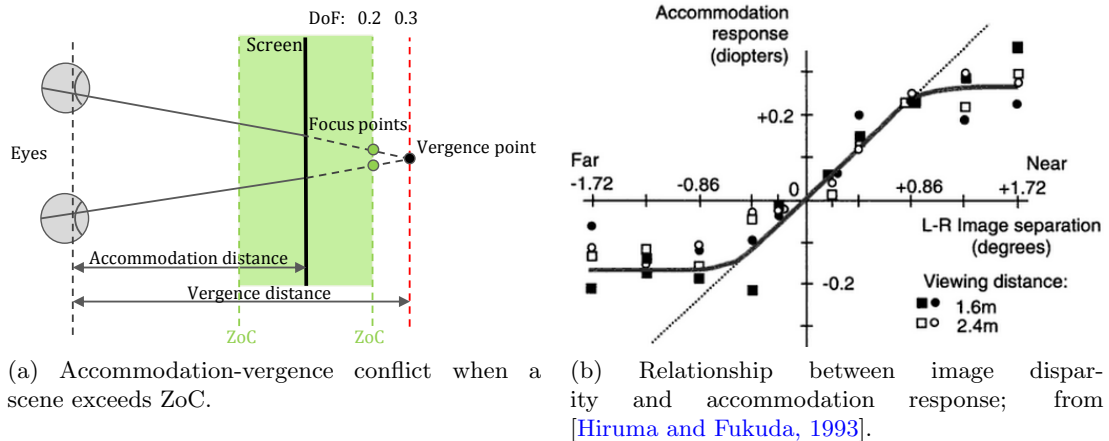 DoF: 0.2 0.3
Screen
Focus points
Vergence point
Eyes
Accommodation distance
Vergence distance
ZoC ZoC
(a) Accommodation-vergence conflict when a
scene exceeds ZoC.
Accommodation
response
(diopters)
+0.2
Far Near
-1.72 -0.86 0 +0.86 +1.72
L-R Image separation
(degrees)
-0.2
Viewing distance:
1.6m
2.4m
(b) Relationship between image dispar-
ity and accommodation response; from
[Hiruma and Fukuda, 1993].